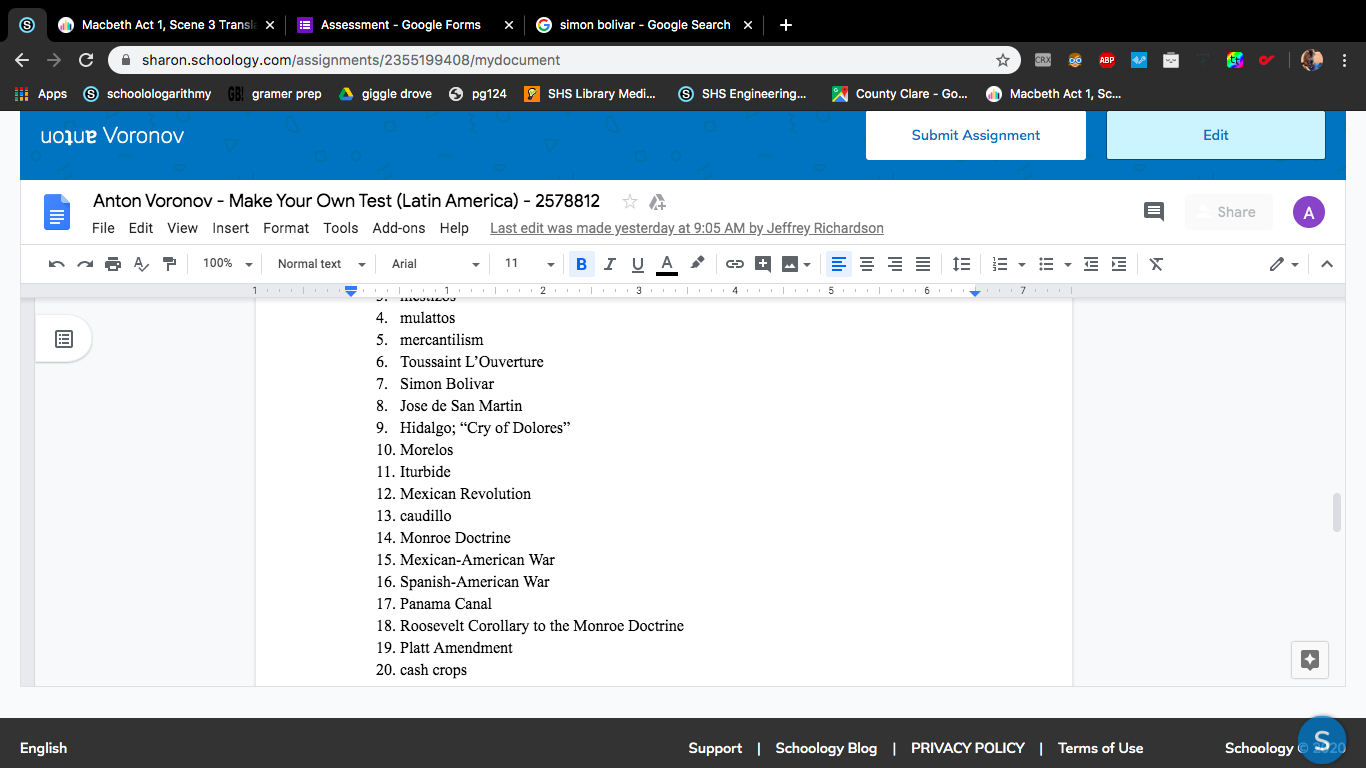 Macbeth Act 1, Scene 3 Transla
Assessment - Google Forms
simon bolivar - Google Search
sharon.schoology.com/assignments/2355199408/mydocument
CRX
ABP
Apps
schoolologarithmy
GB!
gramer prep
giggle drove
pg124
SHS Library Medi...
SHS Engineering...
County Clare - Go...
Macbeth Act 1, Sc...
uoʇuɐ Voronov
Submit Assignment
Edit
Anton Voronov - Make Your Own Test (Latin America) - 2578812
Share
A
File Edit View Insert Format Tools Add-ons Help Last edit was made yesterday at 9:05 AM by Jeffrey Richardson
100% Normal text Arial 11 B I U A
1 1 2 3 4 5 6 7
3. mestizos
4. mulattos
5. mercantilism
6. Toussaint L’Ouverture
7. Simon Bolivar
8. Jose de San Martin
9. Hidalgo; “Cry of Dolores”
10. Morelos
11. Iturbide
12. Mexican Revolution
13. caudillo
14. Monroe Doctrine
15. Mexican-American War
16. Spanish-American War
17. Panama Canal
18. Roosevelt Corollary to the Monroe Doctrine
19. Platt Amendment
20. cash crops
English
Support | Schoology Blog | PRIVACY POLICY | Terms of Use
Schoology © 2020
S